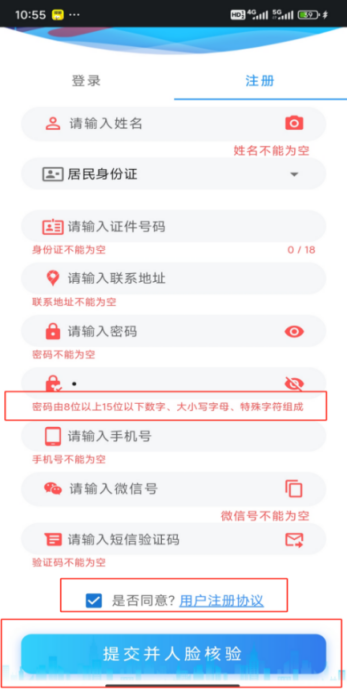 10:55
HD 4G 5G
登录
注册
请输入姓名
姓名不能为空
居民身份证
请输入证件号码
身份证不能为空
0 / 18
请输入联系地址
联系地址不能为空
请输入密码
密码不能为空
•
密码由8位以上15位以下数字、大小写字母、特殊字符组成
请输入手机号
手机号不能为空
请输入微信号
微信号不能为空
请输入短信验证码
验证码不能为空
是否同意? 用户注册协议
提交并人脸核验